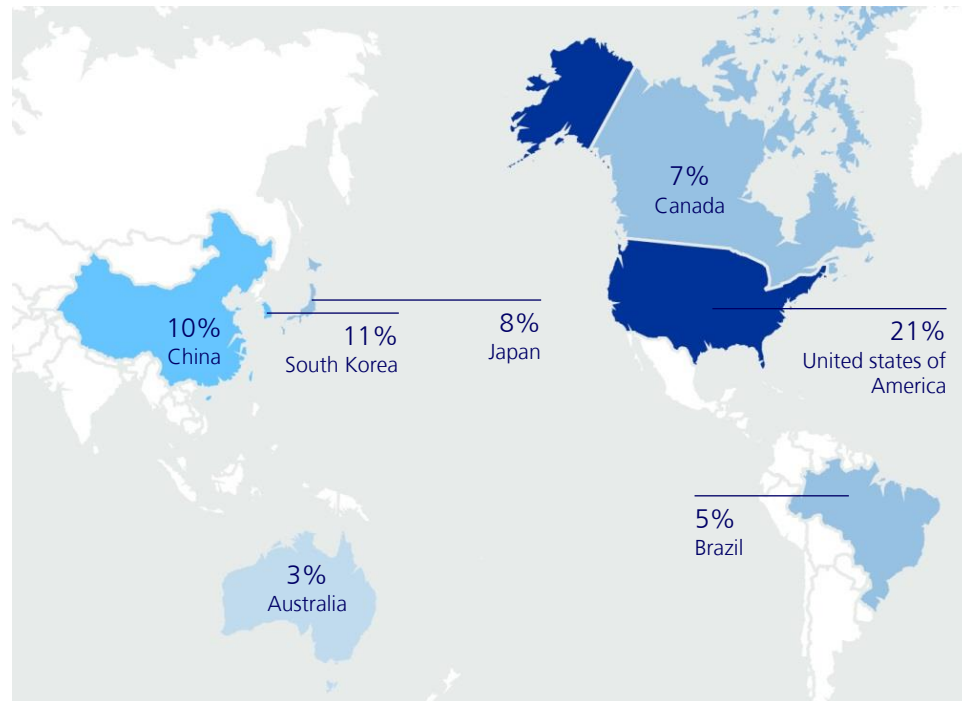 7%
Canada
10%
China
11%
South Korea
8%
Japan
21%
United states of
America
5%
Brazil
3%
Australia